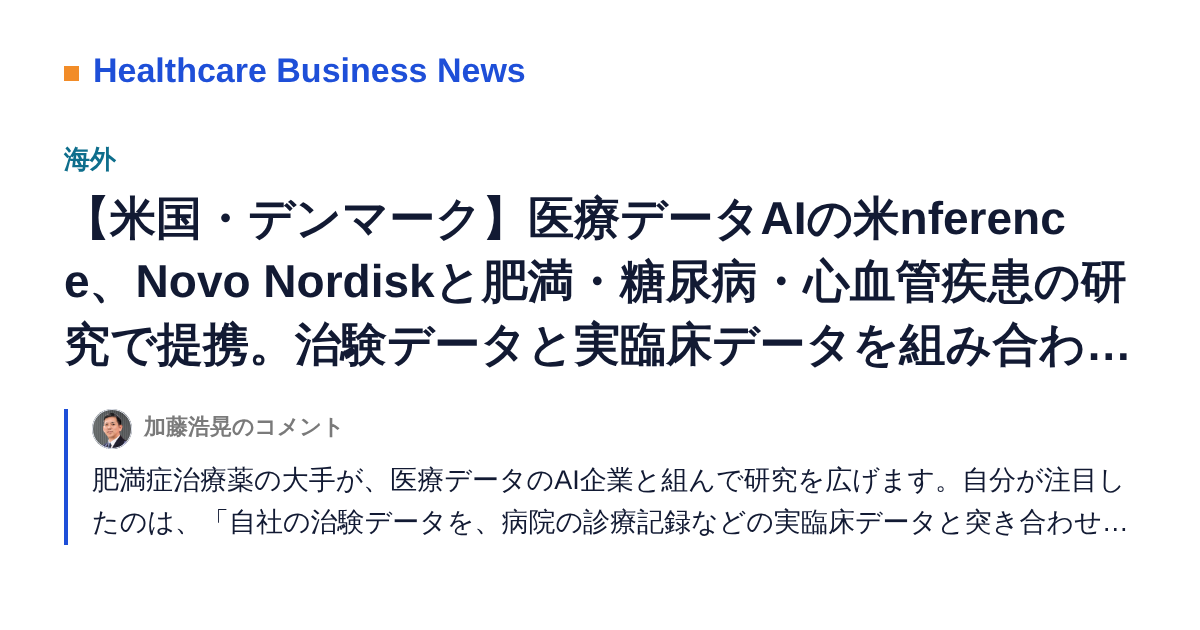 Healthcare Business News
海外
【米国・デンマーク】医療データAIの米nferenc
e、Novo Nordiskと肥満・糖尿病・心血管疾患の研
究で提携。治験データと実臨床データを組み合わ…
加藤浩晃のコメント
肥満症治療薬の大手が、医療データのAI企業と組んで研究を広げます。自分が注目し
たのは、「自社の治験データを、病院の診療記録などの実臨床データと突き合わせ…